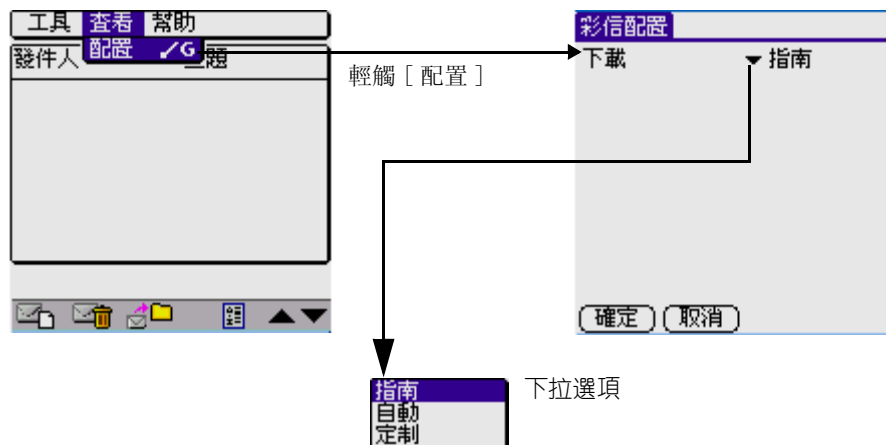 工具 查看 幫助
配置 ✓G
發件人 主題
輕觸 [ 配置 ]
彩信配置
下載 指南
確定 取消
指南
自動
定制
下拉選項